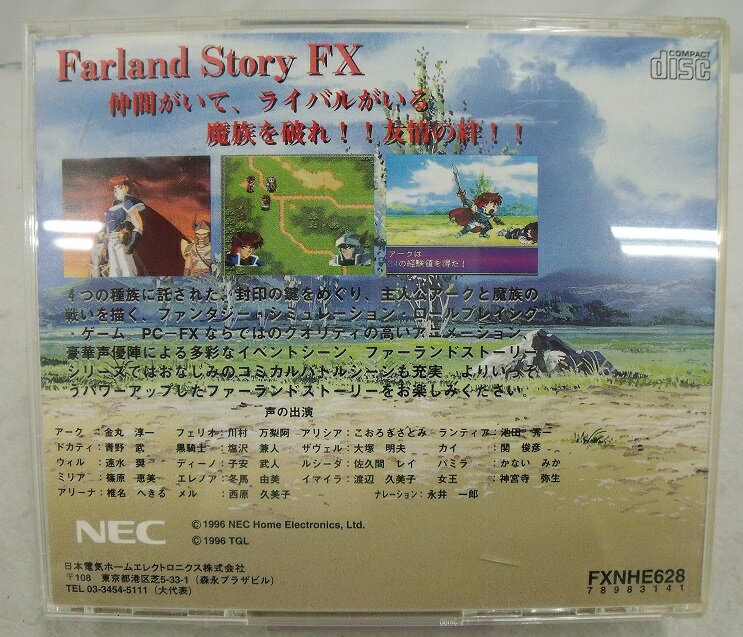 Farland Story FX
COMPACT
disc
仲間がいて、ライバルがいる
魔族を破れ！！友情の絆！！
アークは
の経験値を得た！
4つの種族に託された、封印の鍵をめぐり、主人公アークと魔族の
戦いを描く、ファンタジー・シミュレーション・ロールプレイング
・ゲーム。PC－FXならではのクオリティの高いアニメーション、
豪華声優陣による多彩なイベントシーン、ファーランドストーリー
シリーズではおなじみのコミカルバトルシーンも充実。よりいっそ
うパワーアップしたファーランドストーリーをお楽しみください。
声の出演
アーク：金丸　淳一　フェリオ：川村　万梨阿　アリシア：こおろぎさとみ　ランティア：池田　秀一
ドカティ：青野　武　黒騎士：塩沢　兼人　ザヴェル：大塚　明夫　カイ：関　俊彦
ウィル：速水　奨　ディーノ：子安　武人　ルシーダ：佐久間　レイ　パミラ：かない　みか
ミリア：篠原　恵美　エレノア：冬馬　由美　イマイラ：渡辺　久美子　女王：神宮寺　弥生
アリーナ：椎名　へきる　メル：西原　久美子　ナレーション：永井　一郎
NEC
©1996 NEC Home Electronics, Ltd.
©1996 TGL
日本電気ホームエレクトロニクス株式会社
〒108　東京都港区芝5-33-1（森永プラザビル）
TEL 03-3454-5111（大代表）
FXNHE628
78983141